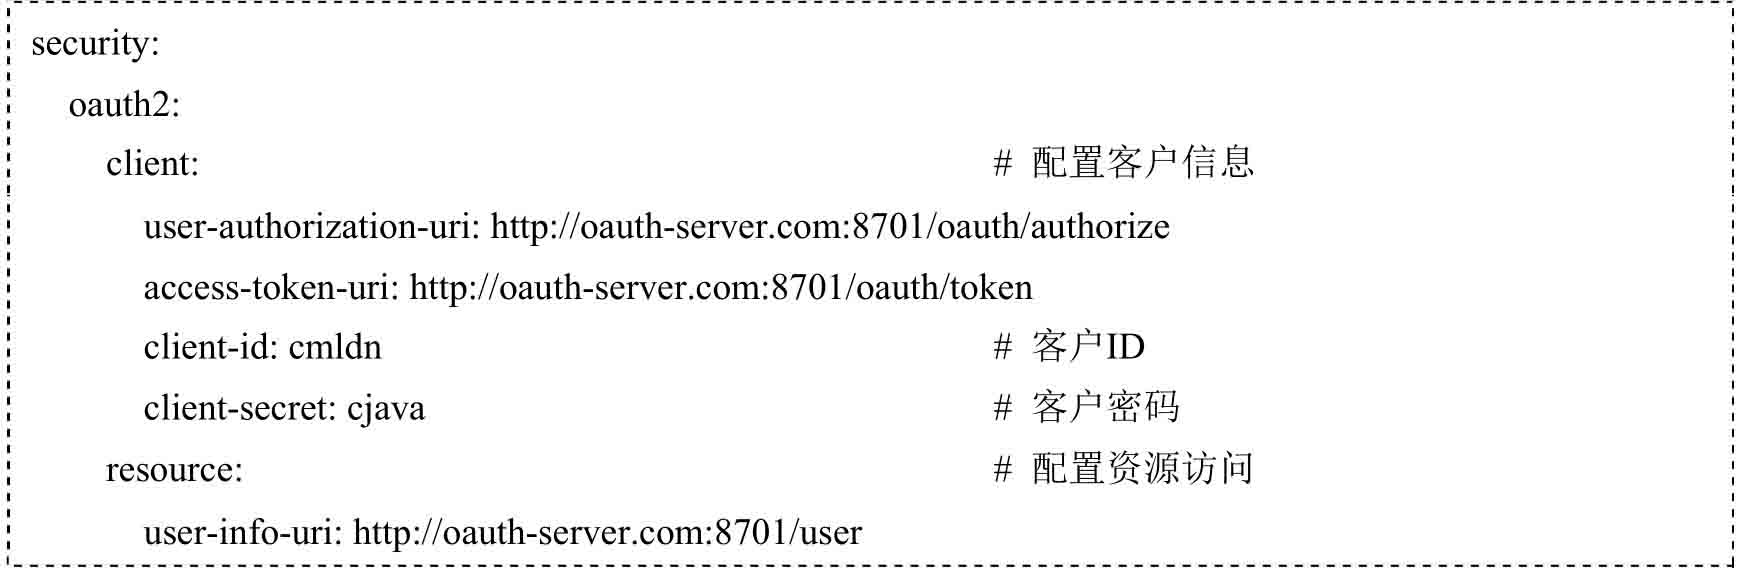 security:
oauth2:
client: # 配置客户信息
user-authorization-uri: http://oauth-server.com:8701/oauth/authorize
access-token-uri: http://oauth-server.com:8701/oauth/token
client-id: cmldn # 客户ID
client-secret: cjava # 客户密码
resource: # 配置资源访问
user-info-uri: http://oauth-server.com:8701/user